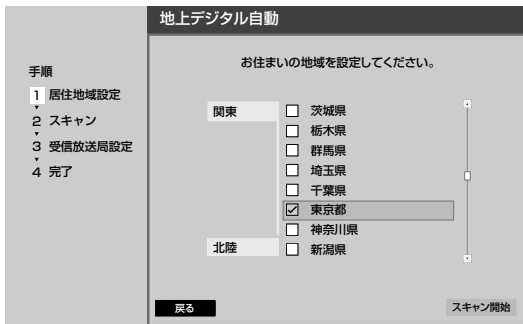 地上デジタル自動
お住まいの地域を設定してください。
手順
1 居住地域設定
2 スキャン
3 受信放送局設定
4 完了
関東
茨城県
栃木県
群馬県
埼玉県
千葉県
東京都
神奈川県
北陸
新潟県
戻る
スキャン開始